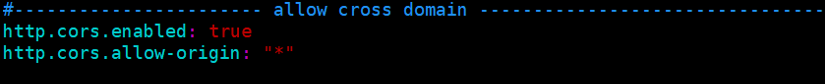 #----------------------- allow cross domain --------------------------------
http.cors.enabled: true
http.cors.allow-origin: "*"